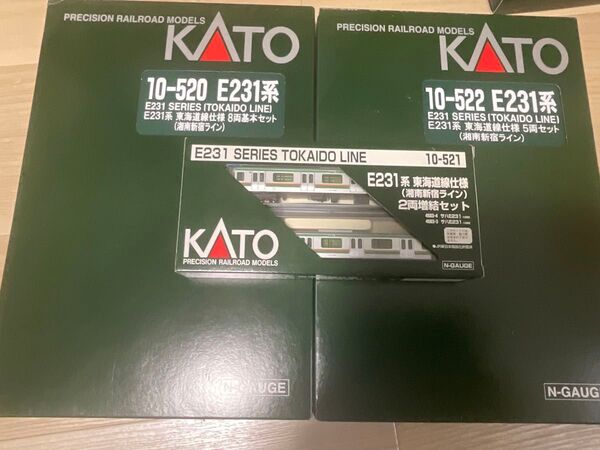 PRECISION RAILROAD MODELS
KATO
10-520 E231系
E231 SERIES (TOKAIDO LINE)
E231系 東海道線仕様 8両基本セット
(湘南新宿ライン)
N-GAUGE
PRECISION RAILROAD MODELS
KATO
10-522 E231系
E231 SERIES (TOKAIDO LINE)
E231系 東海道線仕様 5両セット
(湘南新宿ライン)
N-GAUG
E231 SERIES TOKAIDO LINE 10-521
E231系 東海道線仕様
(湘南新宿ライン)
2両増結セット
KATO
PRECISION RAILROAD MODELS
N-GAUGE